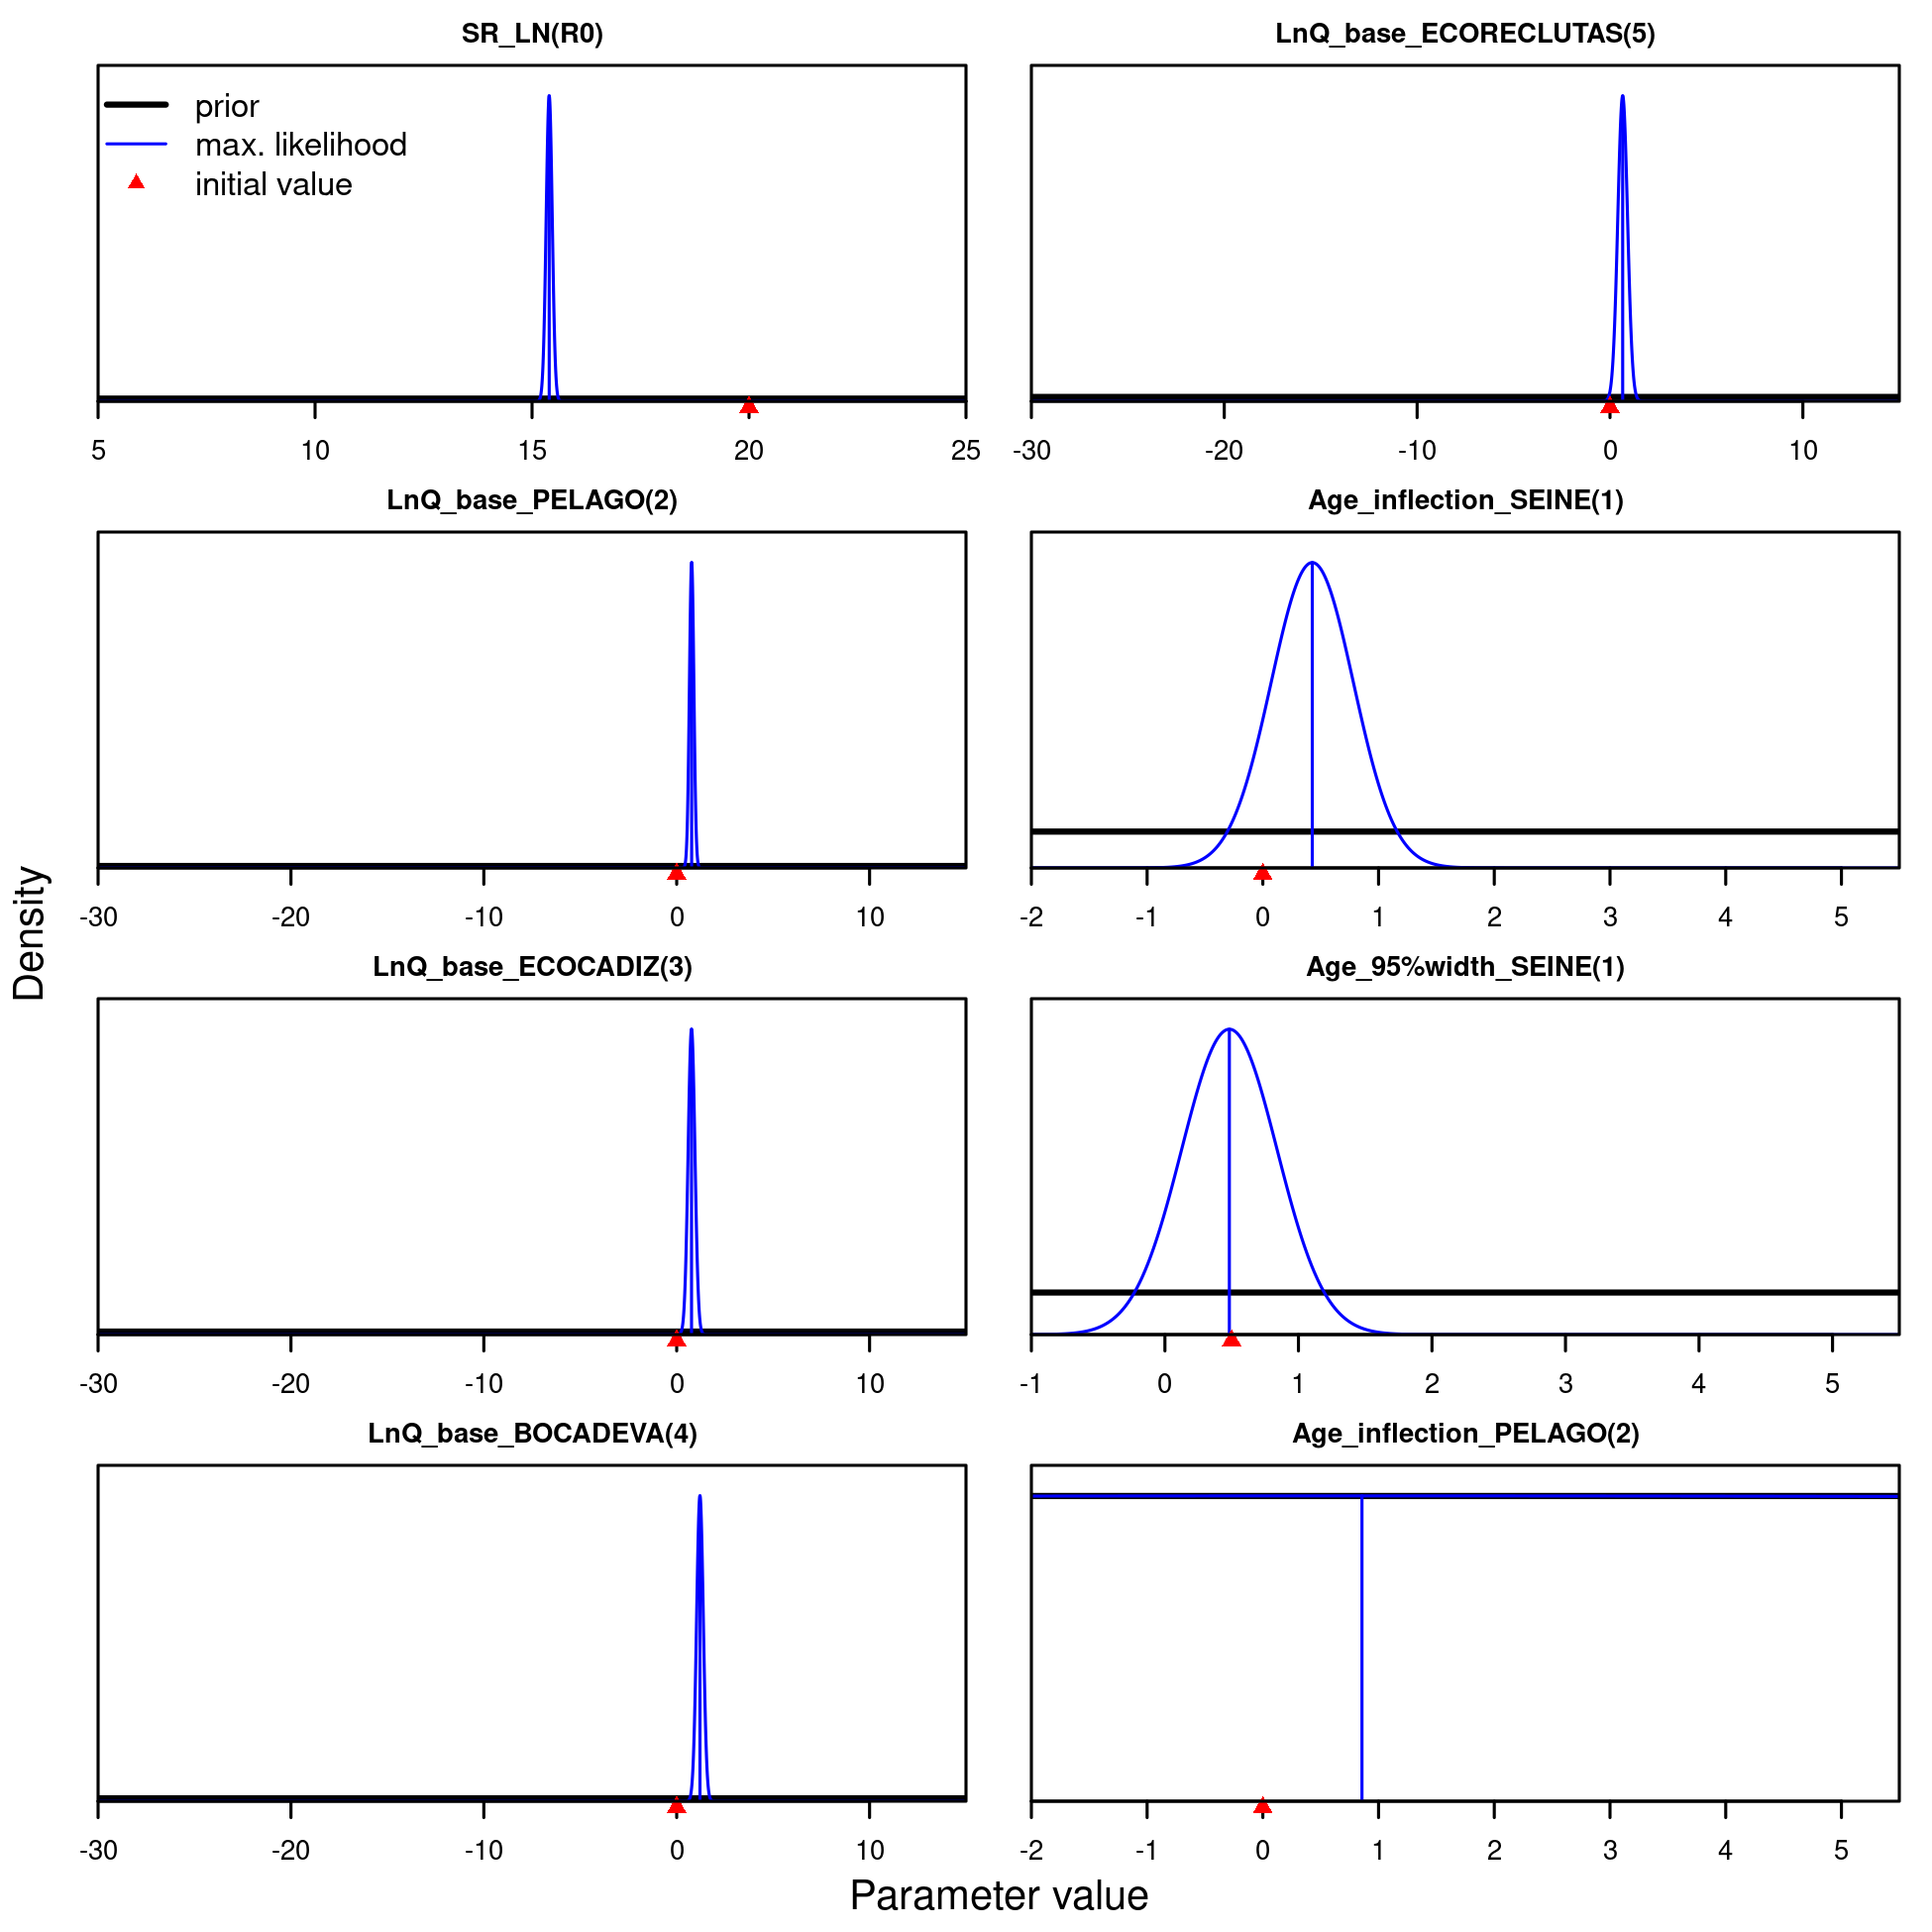 SR_LN(R0)
prior
max. likelihood
initial value
5 10 15 20 25
LnQ_base_ECORECLUTAS(5)
-30 -20 -10 0 10
LnQ_base_PELAGO(2)
-30 -20 -10 0 10
Age_inflection_SEINE(1)
-2 -1 0 1 2 3 4 5
LnQ_base_ECOCADIZ(3)
-30 -20 -10 0 10
Age_95%width_SEINE(1)
-1 0 1 2 3 4 5
LnQ_base_BOCADEVA(4)
-30 -20 -10 0 10
Age_inflection_PELAGO(2)
-2 -1 0 1 2 3 4 5
Density
Parameter value